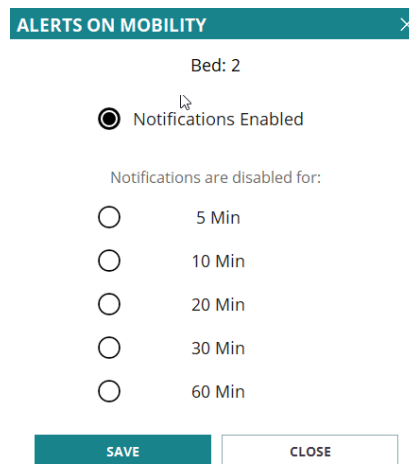 ALERTS ON MOBILITY
Bed: 2
Notifications Enabled
Notifications are disabled for:
5 Min
10 Min
20 Min
30 Min
60 Min
SAVE CLOSE